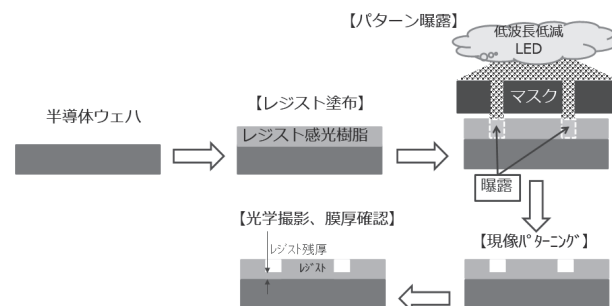 【パターン曝露】
低波長低減
LED
マスク
半導体ウェハ
【レジスト塗布】
レジスト感光樹脂
曝露
【光学撮影、膜厚確認】
レジスト残厚
レジスト
【現像パターニング】